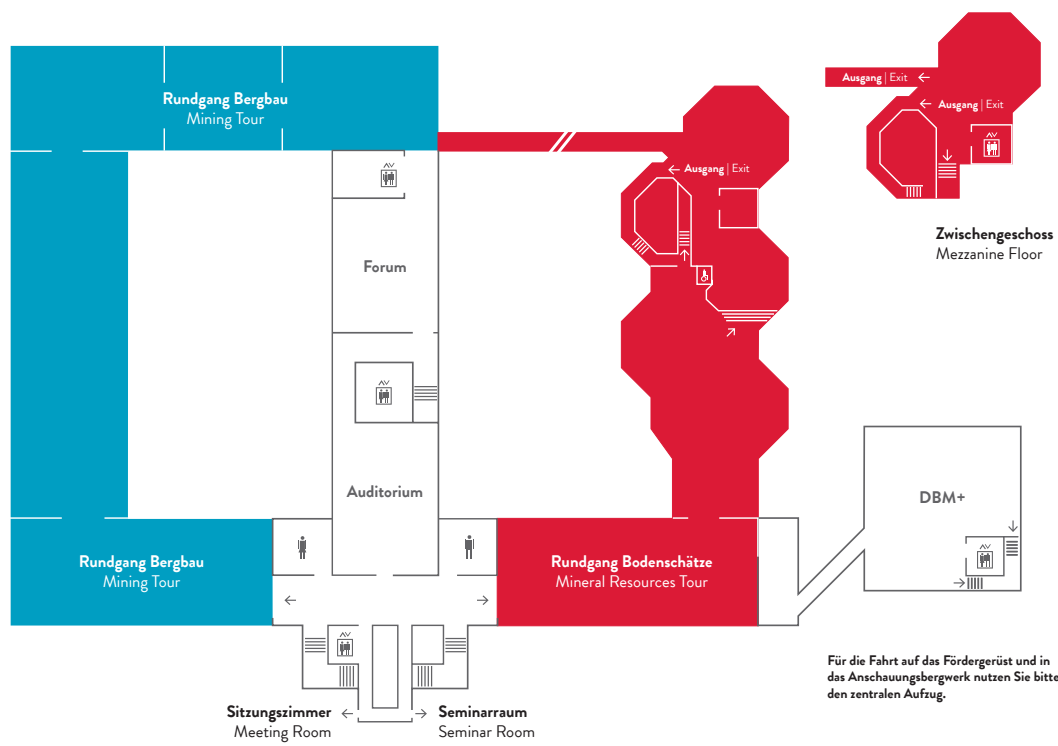 Rundgang Bergbau
Mining Tour
Ausgang | Exit
Ausgang | Exit
Zwischengeschoss
Mezzanine Floor
Ausgang | Exit
Forum
Auditorium
DBM+
Rundgang Bergbau
Mining Tour
Rundgang Bodenschätze
Mineral Resources Tour
Für die Fahrt auf das Fördergerüst und in
das Anschauungsbergwerk nutzen Sie bitte
den zentralen Aufzug.
Sitzungszimmer
Meeting Room
Seminarraum
Seminar Room